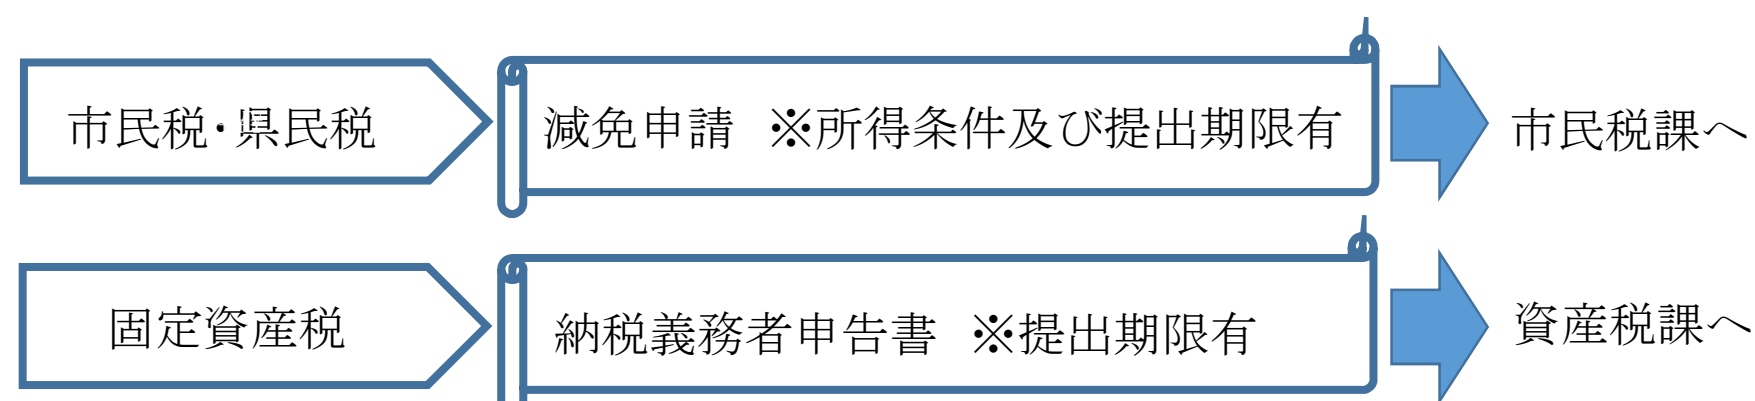 市民税・県民税
減免申請 ※所得条件及び提出期限有
市民税課へ
固定資産税
納税義務者申告書 ※提出期限有
資産税課へ